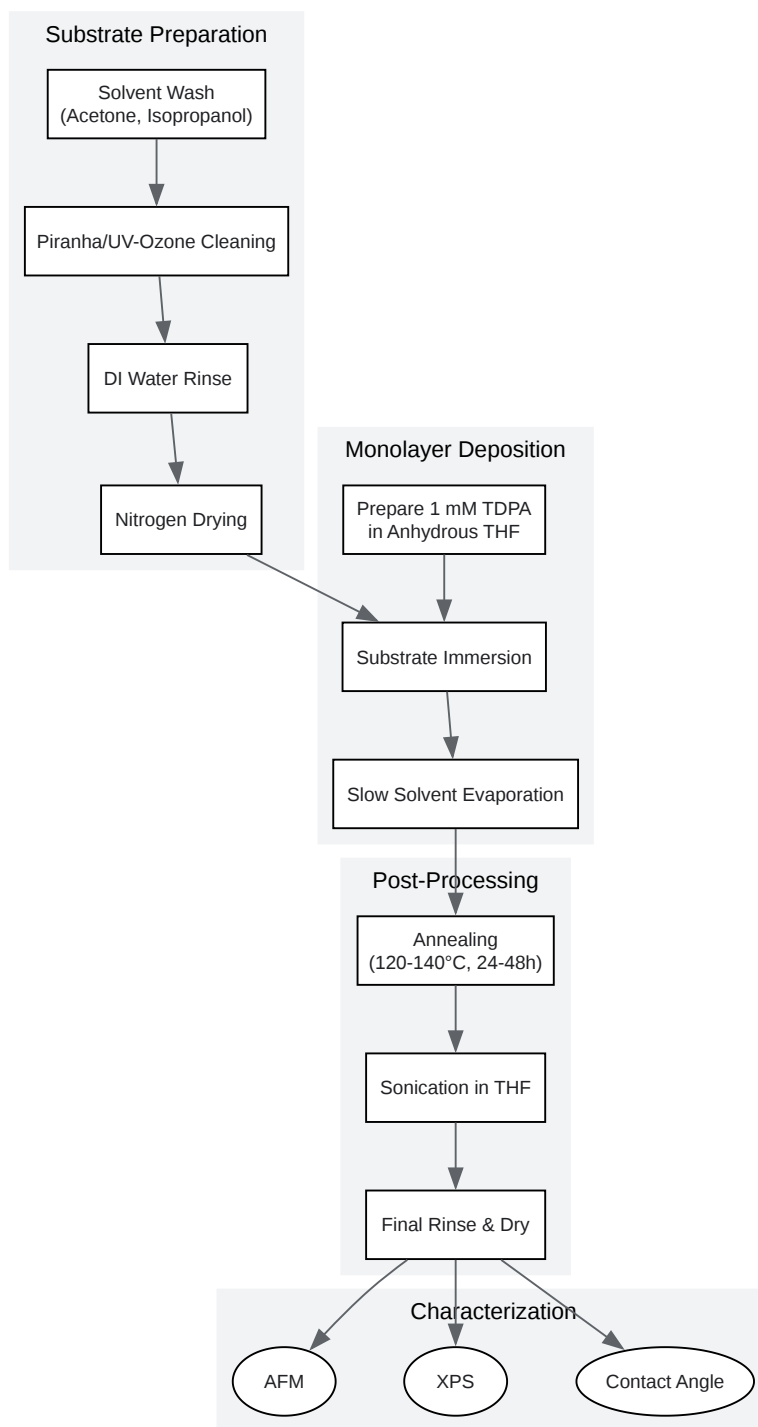 Substrate Preparation
Solvent Wash
(Acetone, Isopropanol)
Piranha/UV-Ozone Cleaning
DI Water Rinse
Nitrogen Drying
Monolayer Deposition
Prepare 1 mM TDPA
in Anhydrous THF
Substrate Immersion
Slow Solvent Evaporation
Post-Processing
Annealing
(120-140°C, 24-48h)
Sonication in THF
Final Rinse & Dry
Characterization
AFM
XPS
Contact Angle